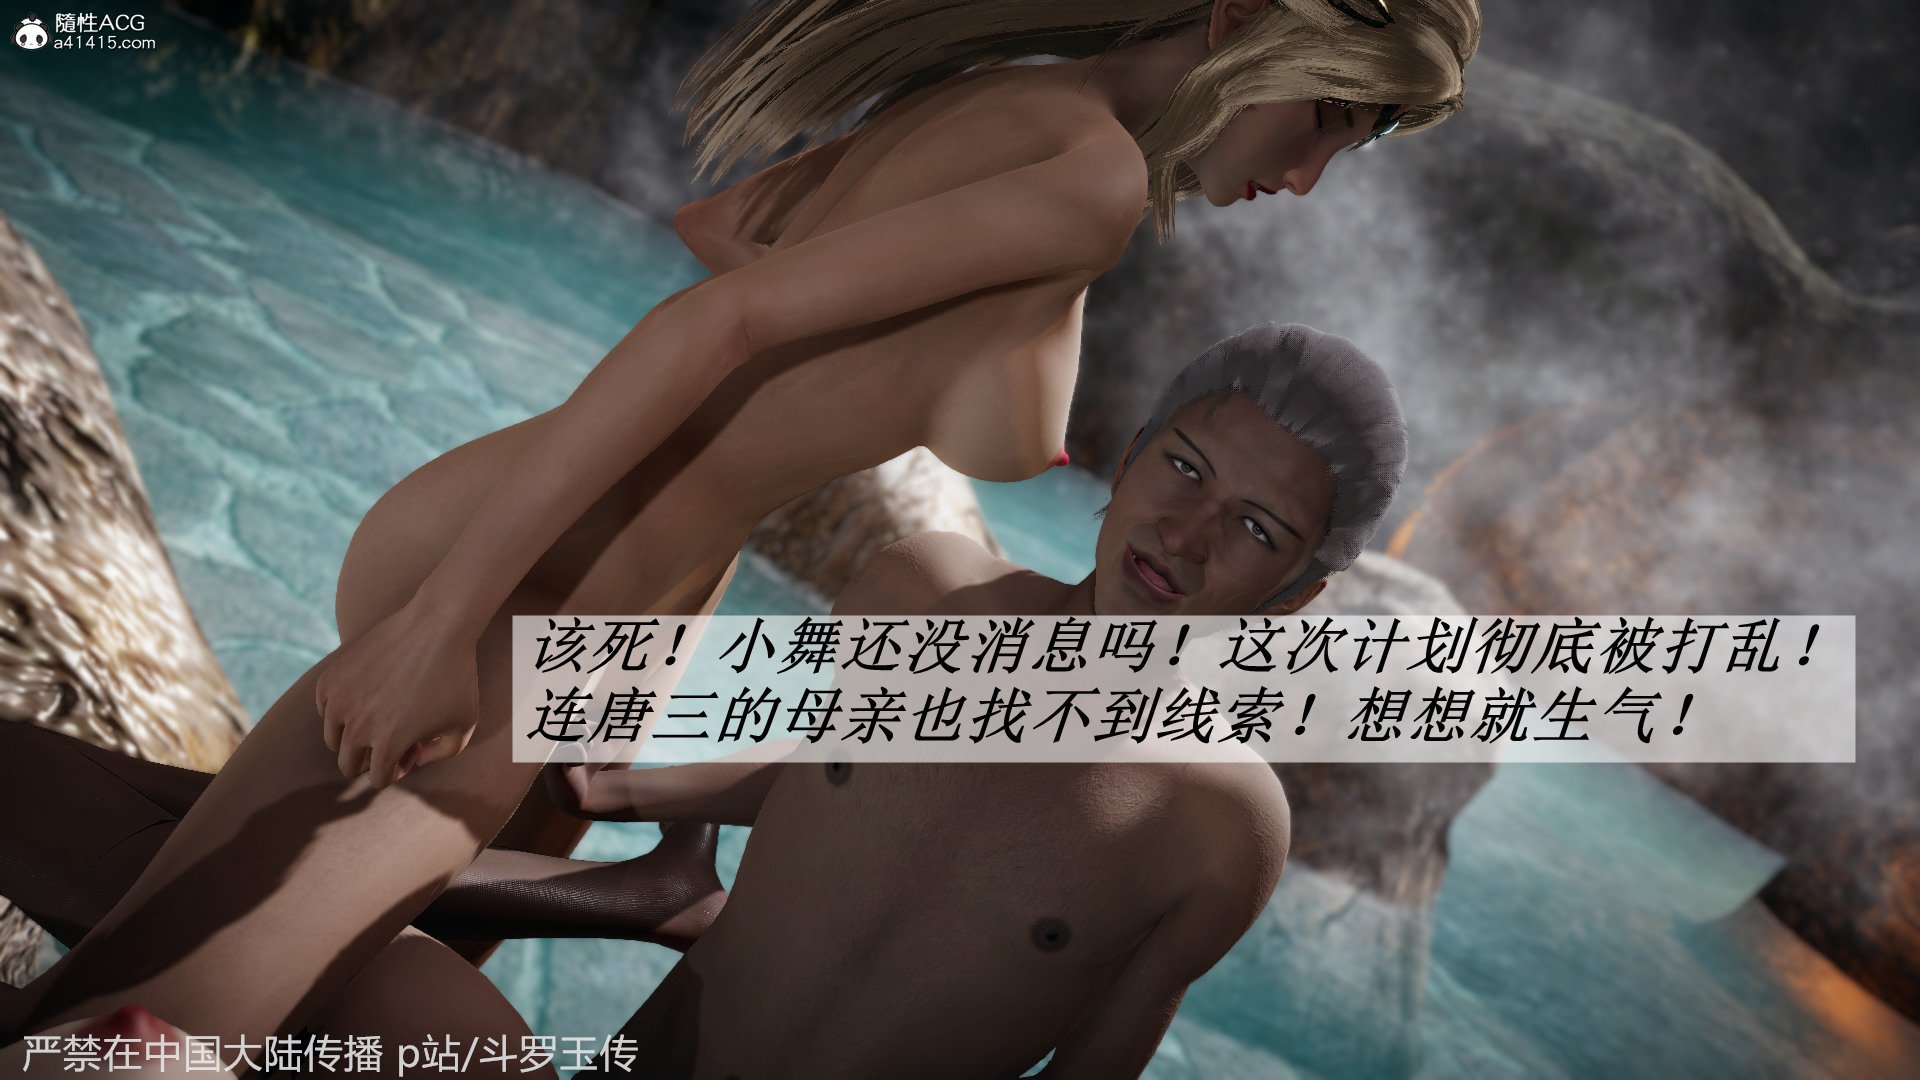 隨性ACG
a41415.com
该死！小舞还没消息吗！这次计划彻底被打乱！
连唐三的母亲也找不到线索！想想就生气！
严禁在中国大陆传播 p站/斗罗玉传